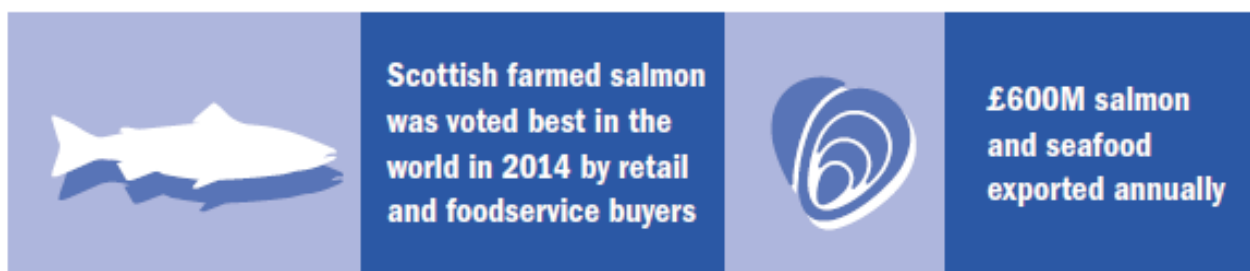 Scottish farmed salmon
was voted best in the
world in 2014 by retail
and foodservice buyers
£600M salmon
and seafood
exported annually